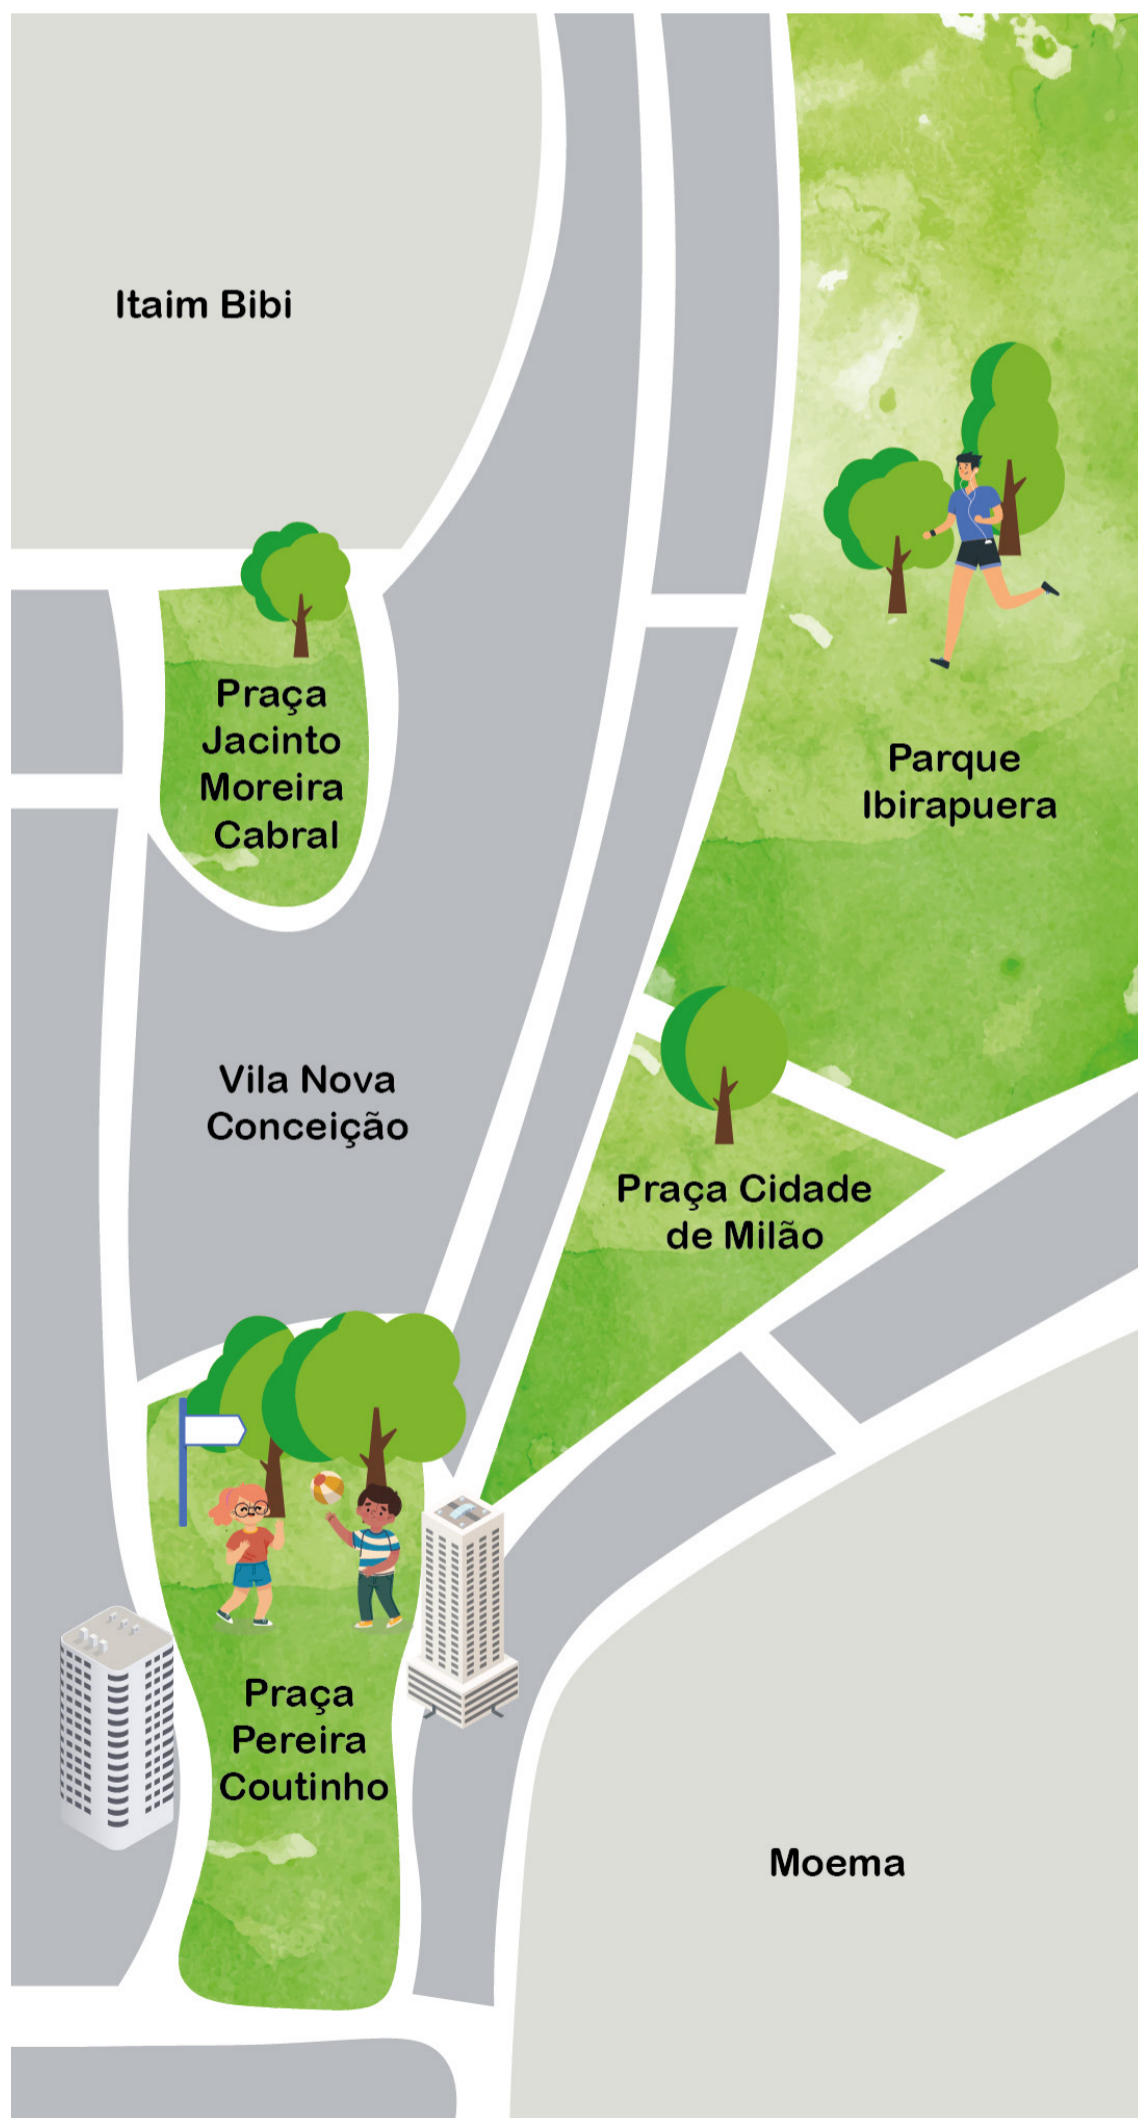 Itaim Bibi
Praça
Jacinto
Moreira
Cabral
Parque
Ibirapuera
Vila Nova
Conceição
Praça Cidade
de Milão
Praça
Pereira
Coutinho
Moema